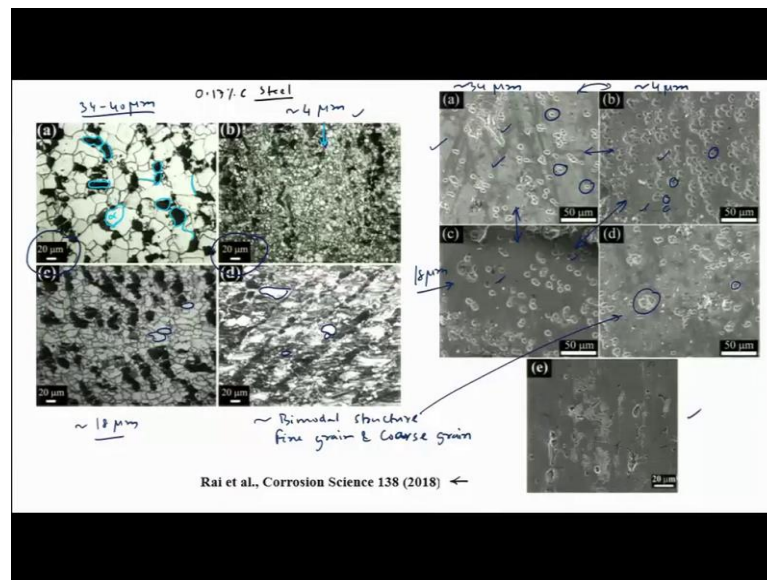 0.13% C Steel
34-40 μm
~ 4 μm
(a)
20 μm
(b)
20 μm
(c)
20 μm
(d)
20 μm
α
~ 18 μm
~ Bimodal structure
Fine grain & Coarse grain
~34 μm
~4 μm
(a)
50 μm
(b)
50 μm
18 μm
(c)
50 μm
(d)
50 μm
(e)
20 μm
Rai et al., Corrosion Science 138 (2018)